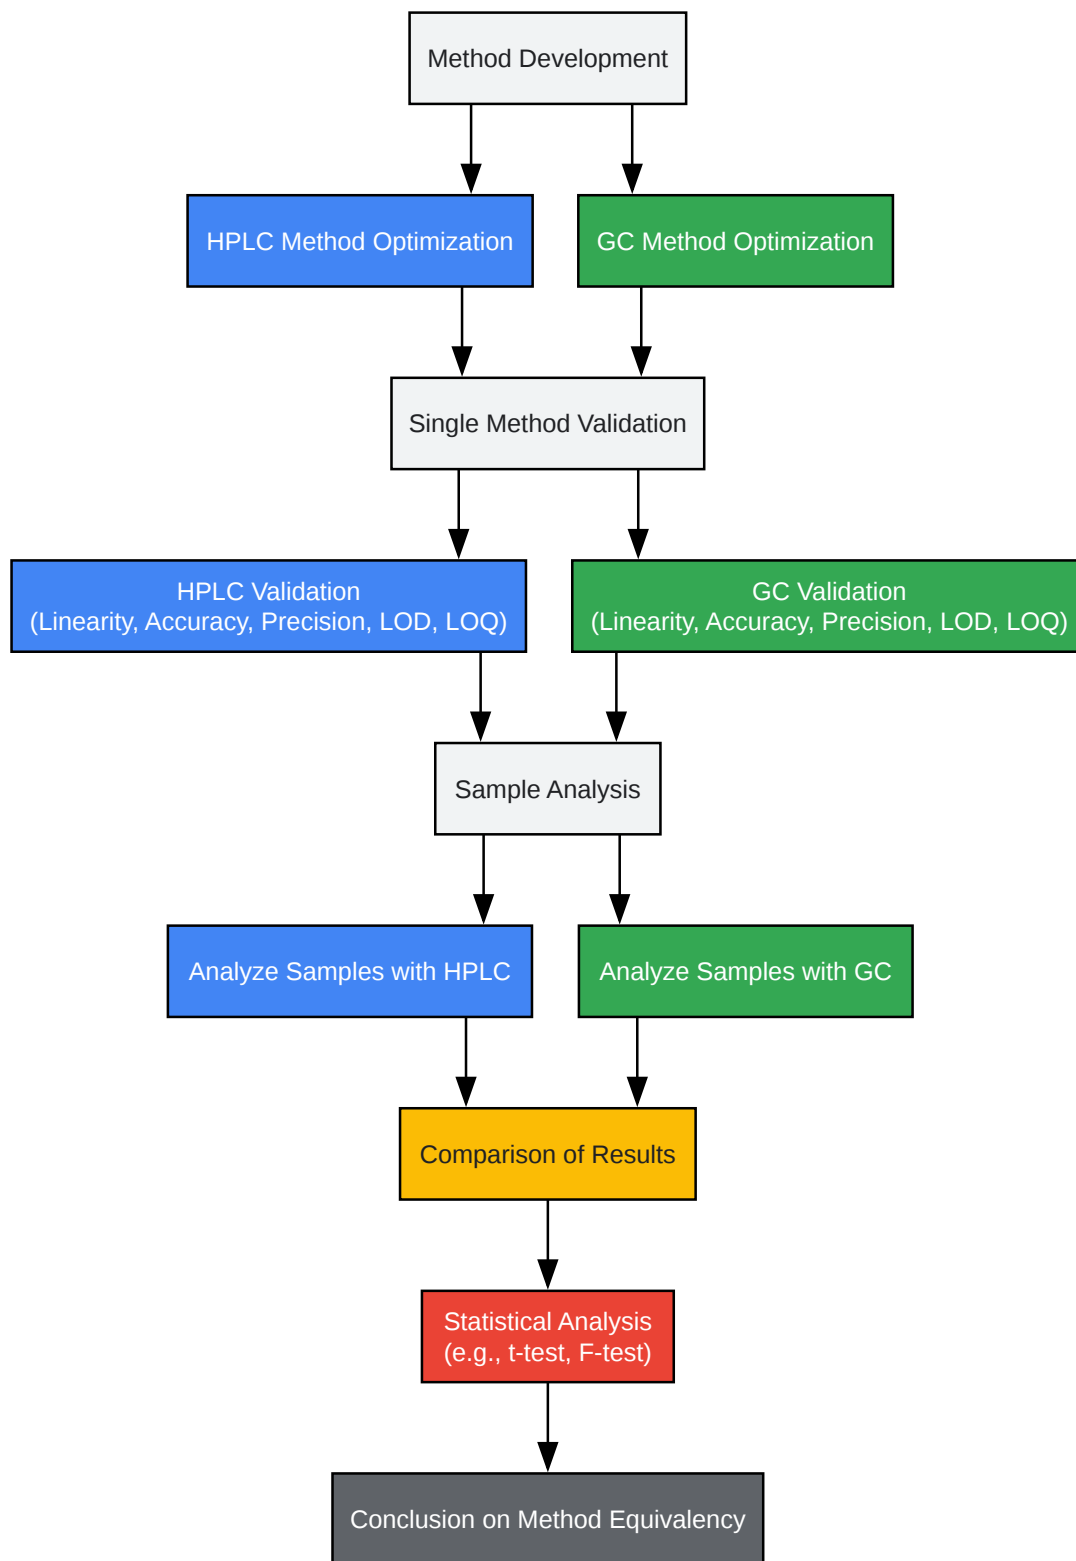 Method Development
HPLC Method Optimization
GC Method Optimization
Single Method Validation
HPLC Validation
(Linearity, Accuracy, Precision, LOD, LOQ)
GC Validation
(Linearity, Accuracy, Precision, LOD, LOQ)
Sample Analysis
Analyze Samples with HPLC
Analyze Samples with GC
Comparison of Results
Statistical Analysis
(e.g., t-test, F-test)
Conclusion on Method Equivalency